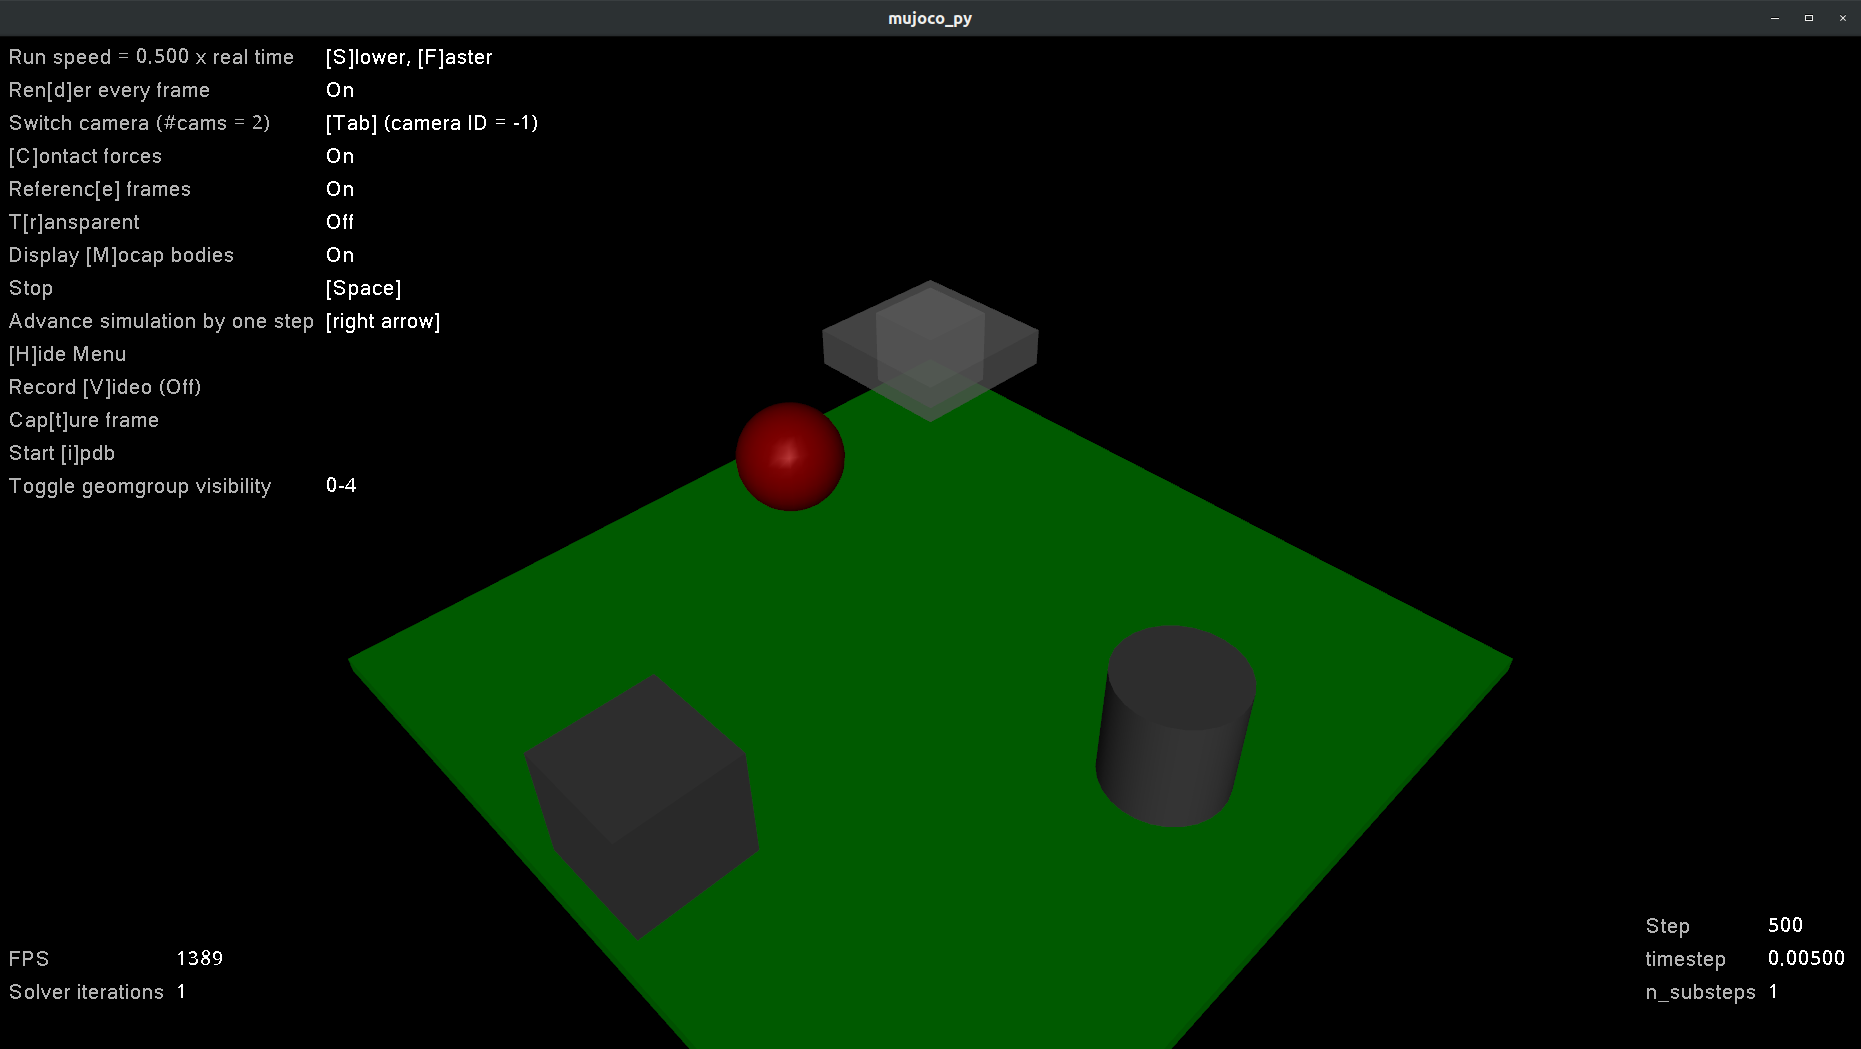 mujoco_py
Run speed = 0.500 x real time [S]lower, [F]aster
Ren[d]er every frame On
Switch camera (#cams = 2) [Tab] (camera ID = -1)
[C]ontact forces On
Referenc[e] frames On
T[r]ansparent Off
Display [M]ocap bodies On
Stop [Space]
Advance simulation by one step [right arrow]
[H]ide Menu
Record [V]ideo (Off)
Cap[t]ure frame
Start [i]pdb
Toggle geomgroup visibility 0-4
FPS 1389
Solver iterations 1
Step 500
timestep 0.00500
n_substeps 1